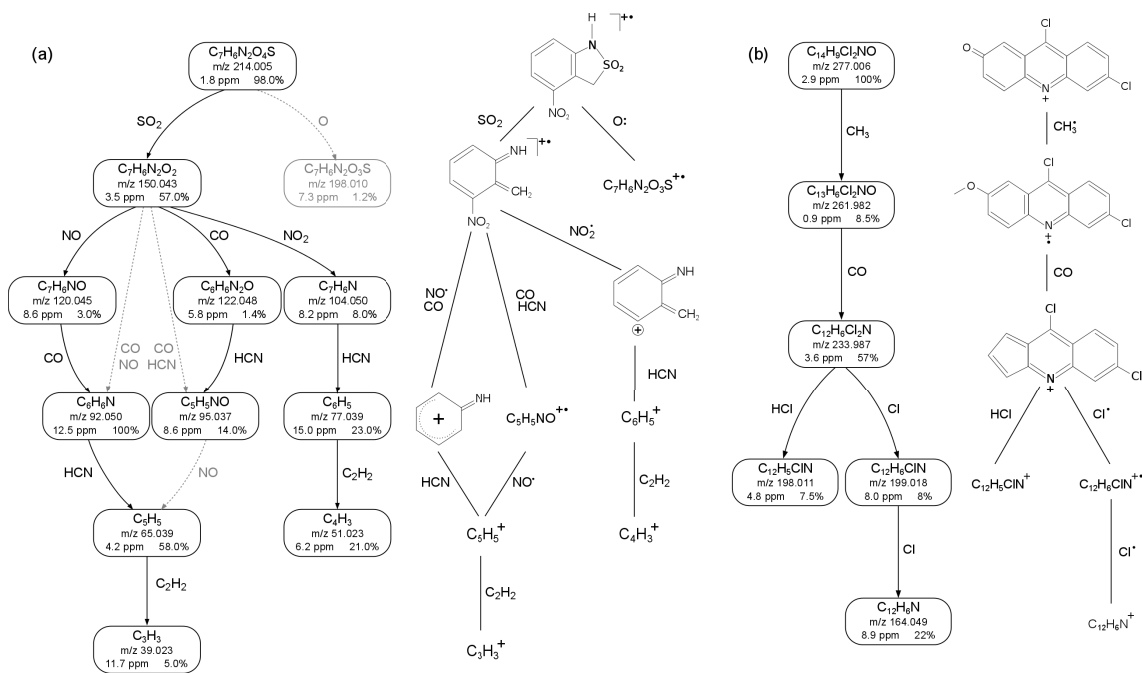 (a)
C7H6N2O4S
m/z 214.005
1.8 ppm 98.0%
SO2
O
C7H6N2O2
m/z 150.043
3.5 ppm 57.0%
C7H6N2O3S
m/z 198.010
7.3 ppm 1.2%
NO
CO
NO2
C7H6NO
m/z 120.045
8.6 ppm 3.0%
C6H6N2O
m/z 122.048
5.8 ppm 1.4%
C7H6N
m/z 104.050
8.2 ppm 8.0%
CO
CO
NO
CO
HCN
HCN
HCN
C6H6N
m/z 92.050
12.5 ppm 100%
C5H5NO
m/z 95.037
8.6 ppm 14.0%
C6H5
m/z 77.039
15.0 ppm 23.0%
HCN
NO
C2H2
C5H5
m/z 65.039
4.2 ppm 58.0%
C4H3
m/z 51.023
6.2 ppm 21.0%
C2H2
C3H3
m/z 39.023
11.7 ppm 5.0%
H
N
SO2
NO2
+•
SO2
O:
NH
CH2
NO2
+•
C7H6N2O3S+•
NO2•
NO•
CO
CO
HCN
NH
CH2
+
HCN
NH
+
C5H5NO+•
C6H5+
HCN
NO•
C2H2
C5H5+
C4H3+
C2H2
C3H3+
(b)
C14H9Cl2NO
m/z 277.006
2.9 ppm 100%
CH3
C13H6Cl2NO
m/z 261.982
0.9 ppm 8.5%
CO
C12H6Cl2N
m/z 233.987
3.6 ppm 57%
HCl
Cl
C12H5ClN
m/z 198.011
4.8 ppm 7.5%
C12H6ClN
m/z 199.018
8.0 ppm 8%
Cl
C12H6N
m/z 164.049
8.9 ppm 22%
Cl
O
N
+
Cl
CH3•
Cl
O
N
+
•
Cl
CO
Cl
N
+
Cl
HCl
Cl•
C12H5ClN+
C12H6ClN+•
Cl•
C12H6N+